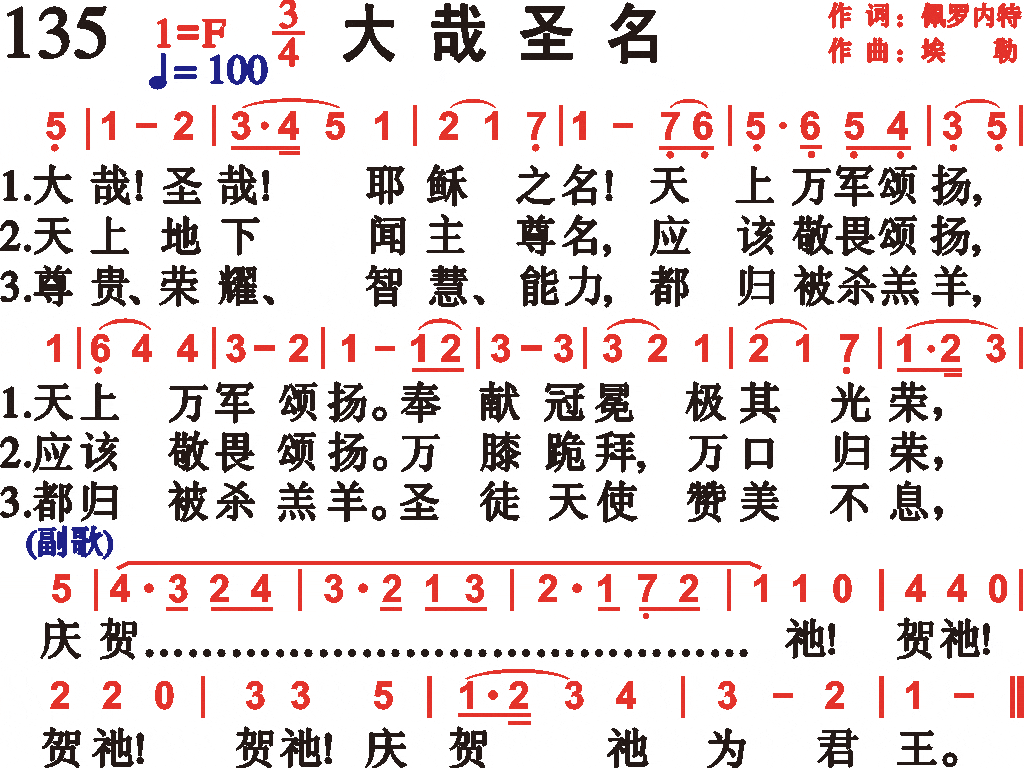 135 1=F 3/4 大哉圣名 作 词：佩罗内特
♩= 100 作 曲：埃 勒
5 | 1 － 2 | 3 · 4 5 1 | 2 1 7 | 1 － 7 6 | 5 · 6 5 4 | 3 5
1.大 哉! 圣 哉! 耶 稣 之名! 天 上 万军颂 扬,
2.天 上 地 下 闻 主 尊名, 应 该 敬畏颂 扬,
3.尊 贵、荣 耀、 智 慧、能力, 都 归 被杀羔 羊,
1 | 6 4 4 | 3 － 2 | 1 － 1 2 | 3 － 3 | 3 2 1 | 2 1 7 | 1 · 2 3
1.天上 万军 颂扬。奉 献 冠冕 极其 光荣，
2.应该 敬畏 颂扬。万 膝 跪拜, 万口 归荣，
3.都归 被杀 羔羊。圣 徒 天使 赞美 不息，
(副歌)
5 | 4 · 3 2 4 | 3 · 2 1 3 | 2 · 1 7 2 | 1 1 0 | 4 4 0 |
庆 贺.......................................... 祂! 贺祂!
2 2 0 | 3 3 5 | 1 · 2 3 4 | 3 － 2 | 1 － ‖
贺祂! 贺祂! 庆 贺 祂 为 君 王。